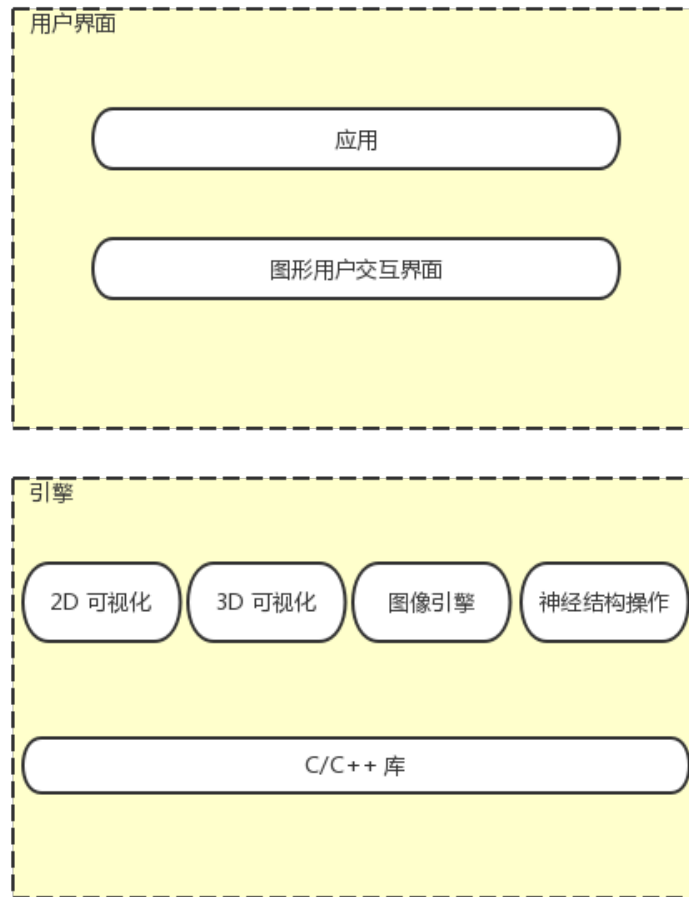 用户界面
应用
图形用户交互界面
引擎
2D 可视化
3D 可视化
图像引擎
神经结构操作
C/C++ 库